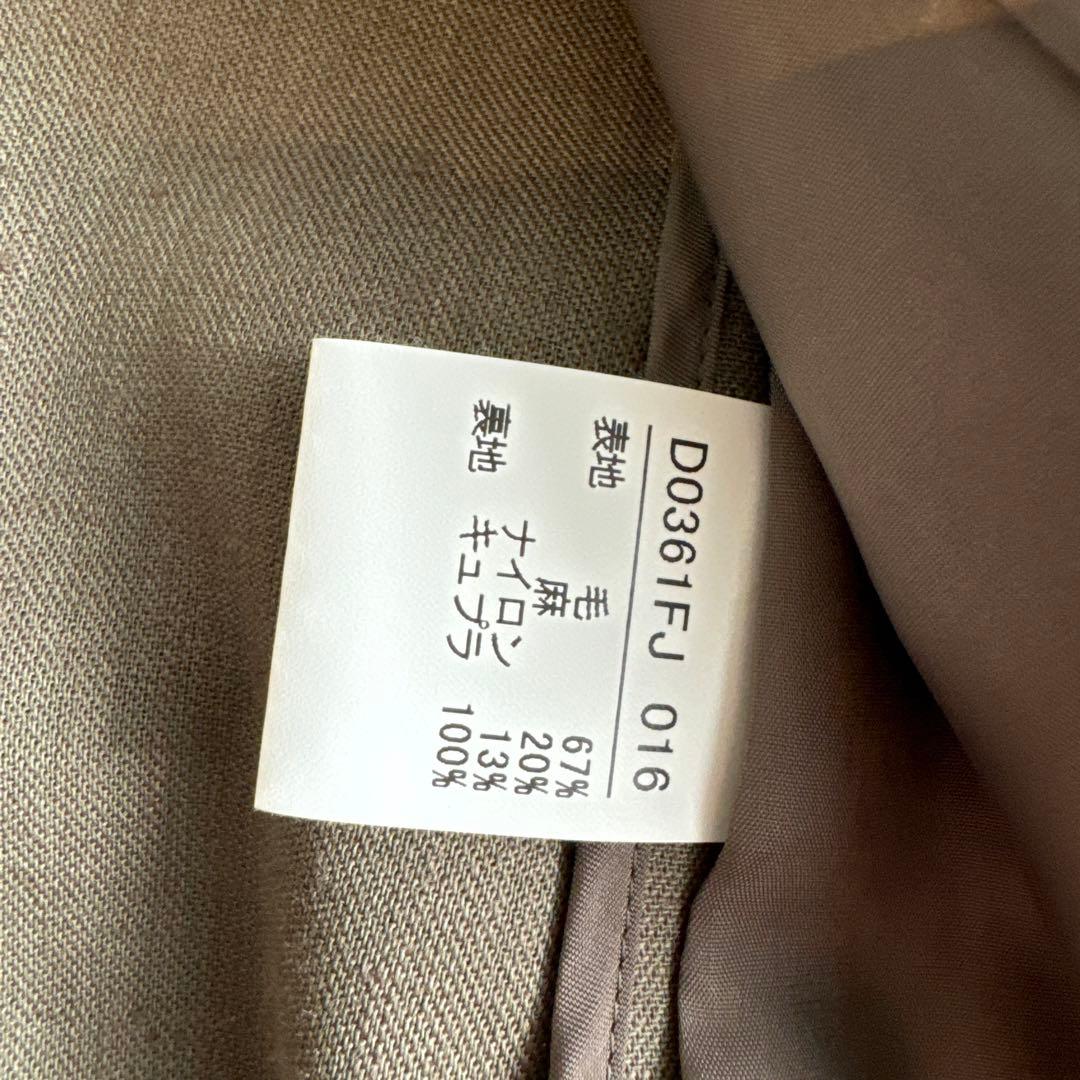 D0361FJ 016
表地 毛 67%
麻 20%
ナイロン 13%
裏地 キュプラ 100%